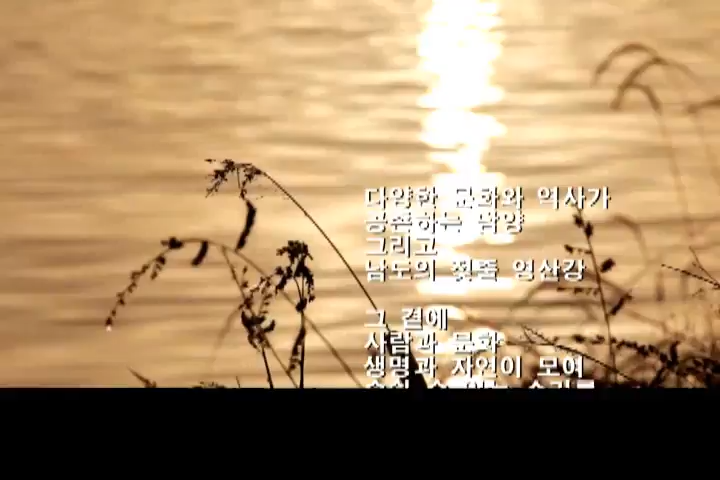 다양한 문화와 역사가
공존하는 담양
그리고
남도의 젖줄 영산강
그 곁에
사람과 문화
생명과 자연이 모여